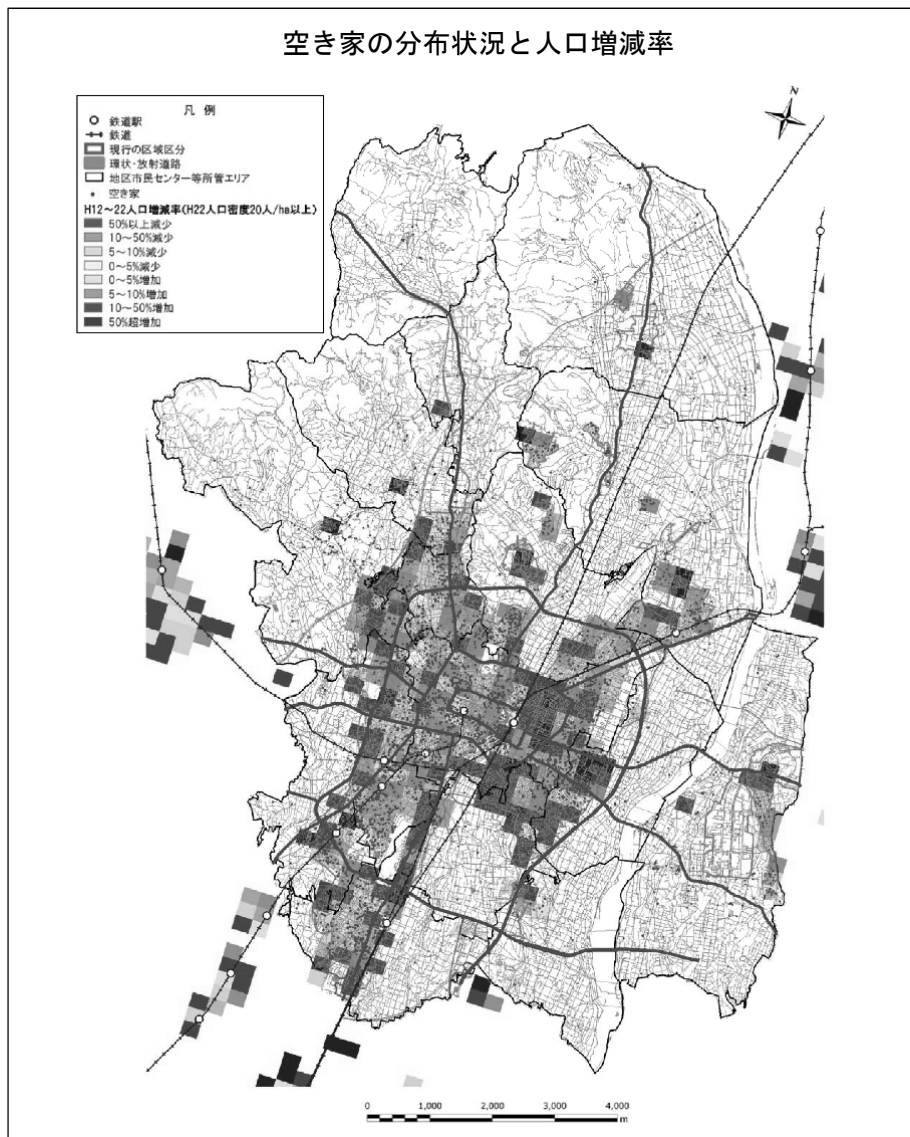 空き家の分布状況と人口増減率
N
凡 例
鉄道駅
鉄道
現行の区域区分
環状・放射道路
地区市民センター等所管エリア
空き家
H12～22人口増減率(H22人口密度20人/ha以上)
50%以上減少
10～50%減少
5～10%減少
0～5%減少
0～5%増加
5～10%増加
10～50%増加
50%超増加
0 1,000 2,000 3,000 4,000
m